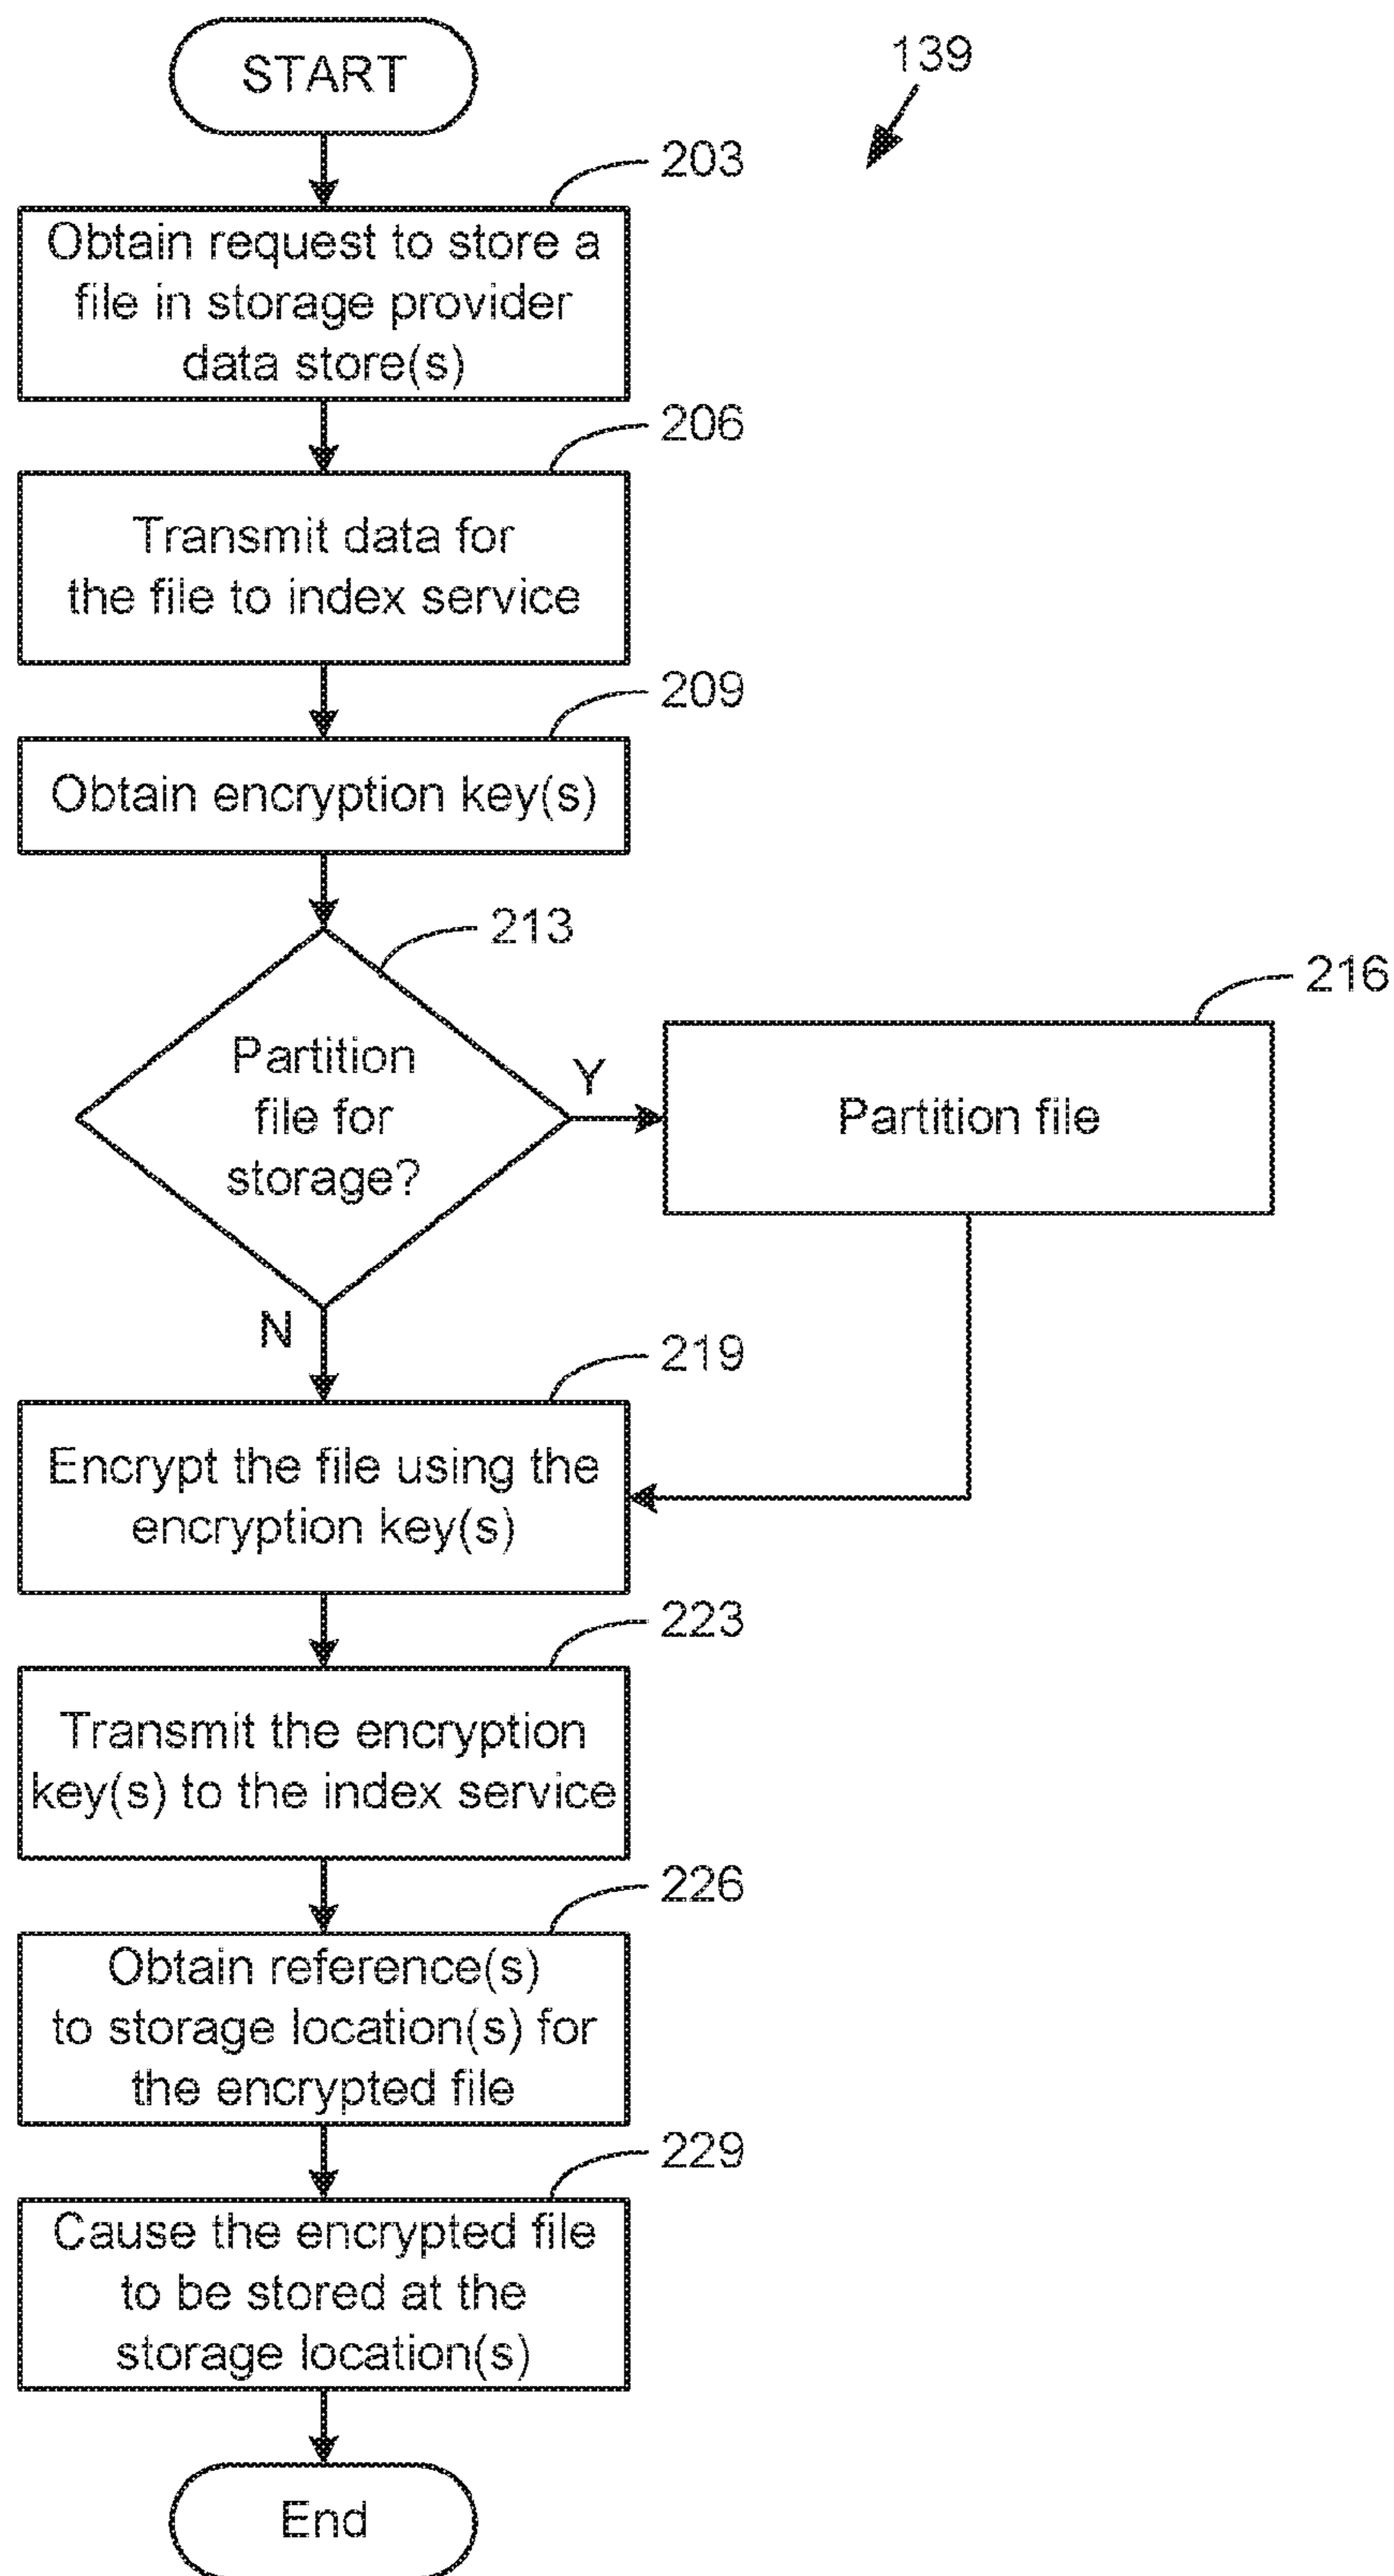 START
139
203
Obtain request to store a
file in storage provider
data store(s)
206
Transmit data for
the file to index service
209
Obtain encryption key(s)
213
216
Partition
file for
storage?
Y
Partition file
N
219
Encrypt the file using the
encryption key(s)
223
Transmit the encryption
key(s) to the index service
226
Obtain reference(s)
to storage location(s) for
the encrypted file
229
Cause the encrypted file
to be stored at the
storage location(s)
End